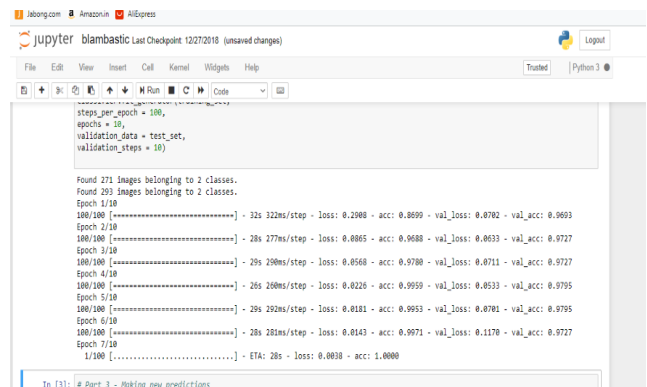 Jabong.com Amazon.in AliExpress
jupyter blambastic Last Checkpoint: 12/27/2018 (unsaved changes) Logout
File Edit View Insert Cell Kernel Widgets Help Trusted Python 3
Run Code
classifier.fit_generator(training_set,
steps_per_epoch = 100,
epochs = 10,
validation_data = test_set,
validation_steps = 10)
Found 271 images belonging to 2 classes.
Found 293 images belonging to 2 classes.
Epoch 1/10
100/100 [==============================] - 32s 322ms/step - loss: 0.2908 - acc: 0.8699 - val_loss: 0.0702 - val_acc: 0.9693
Epoch 2/10
100/100 [==============================] - 28s 277ms/step - loss: 0.0865 - acc: 0.9688 - val_loss: 0.0633 - val_acc: 0.9727
Epoch 3/10
100/100 [==============================] - 29s 290ms/step - loss: 0.0568 - acc: 0.9780 - val_loss: 0.0711 - val_acc: 0.9727
Epoch 4/10
100/100 [==============================] - 26s 260ms/step - loss: 0.0226 - acc: 0.9959 - val_loss: 0.0533 - val_acc: 0.9795
Epoch 5/10
100/100 [==============================] - 29s 292ms/step - loss: 0.0181 - acc: 0.9953 - val_loss: 0.0701 - val_acc: 0.9795
Epoch 6/10
100/100 [==============================] - 28s 281ms/step - loss: 0.0143 - acc: 0.9971 - val_loss: 0.1170 - val_acc: 0.9727
Epoch 7/10
1/100 [..............................] - ETA: 28s - loss: 0.0038 - acc: 1.0000
In [3]: # Part 3 - Making new predictions